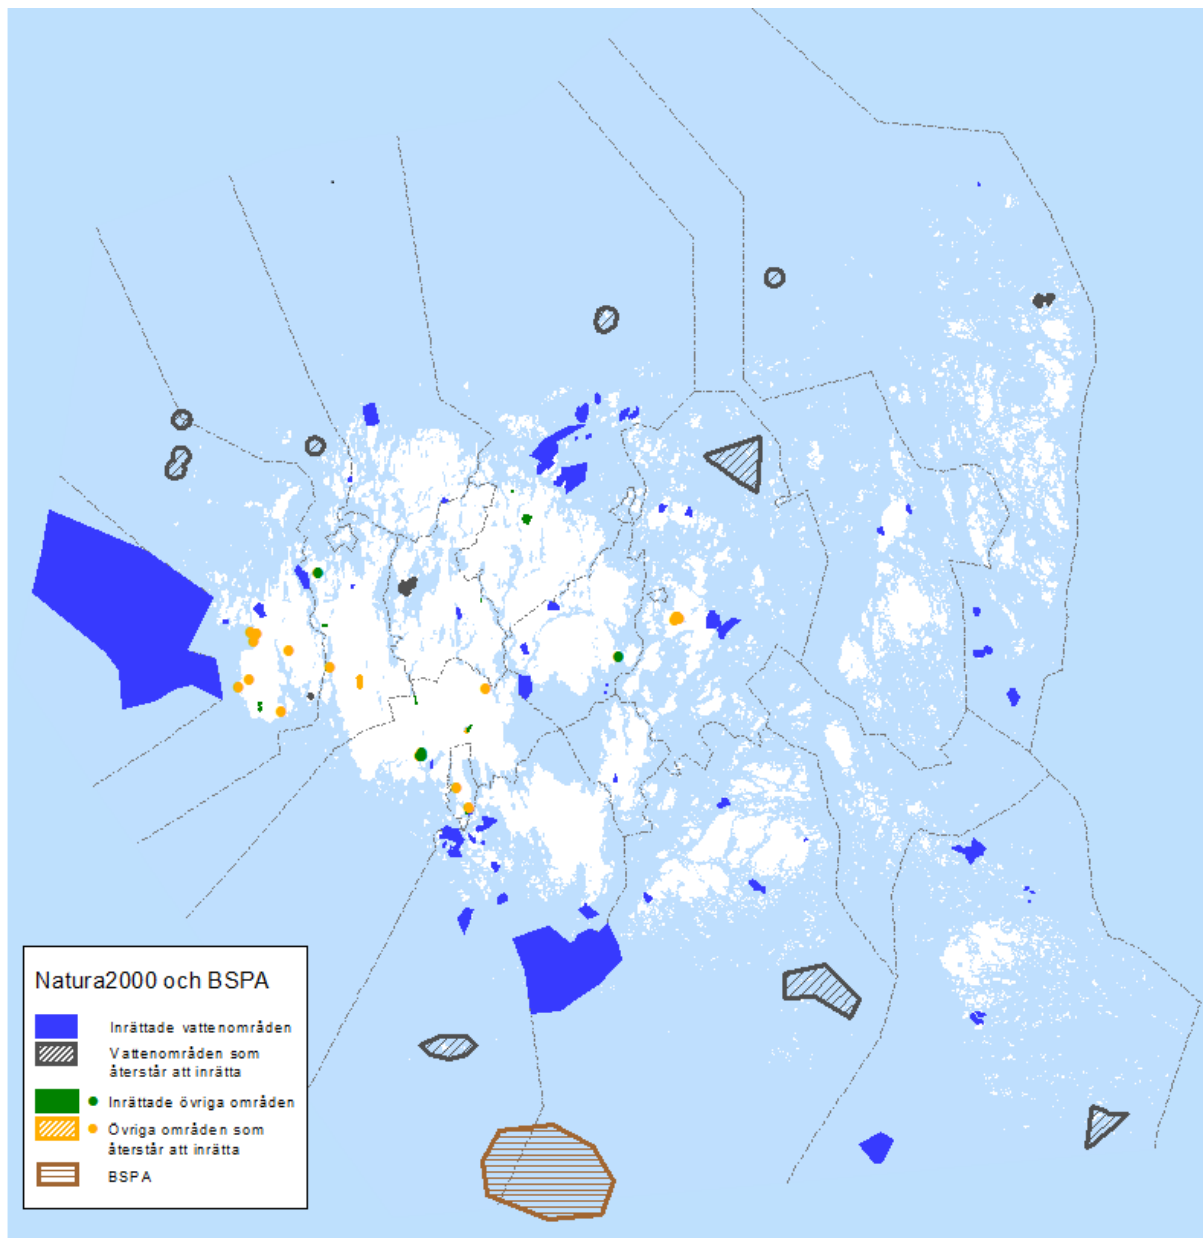 Natura2000 och BSPA
Inrättade vattenområden
Vattenområden som
återstår att inrätta
Inrättade övriga områden
Övriga områden som
återstår att inrätta
BSPA